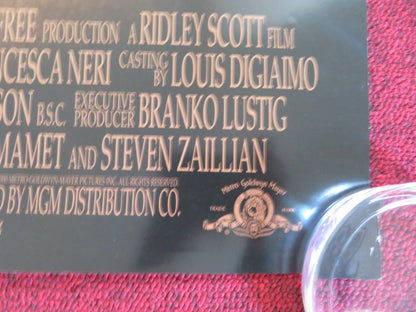 FREE PRODUCTION A RIDLEY SCOTT FILM
NCESCA NERI CASTING BY LOUIS DIGIAIMO
SON B.S.C. EXECUTIVE PRODUCER BRANKO LUSTIG
MAMET AND STEVEN ZAILLIAN
METRO-GOLDWYN-MAYER PICTURES INC. ALL RIGHTS RESERVED.
BY MGM DISTRIBUTION CO.
Metro Goldwyn Mayer
TRADE MARK